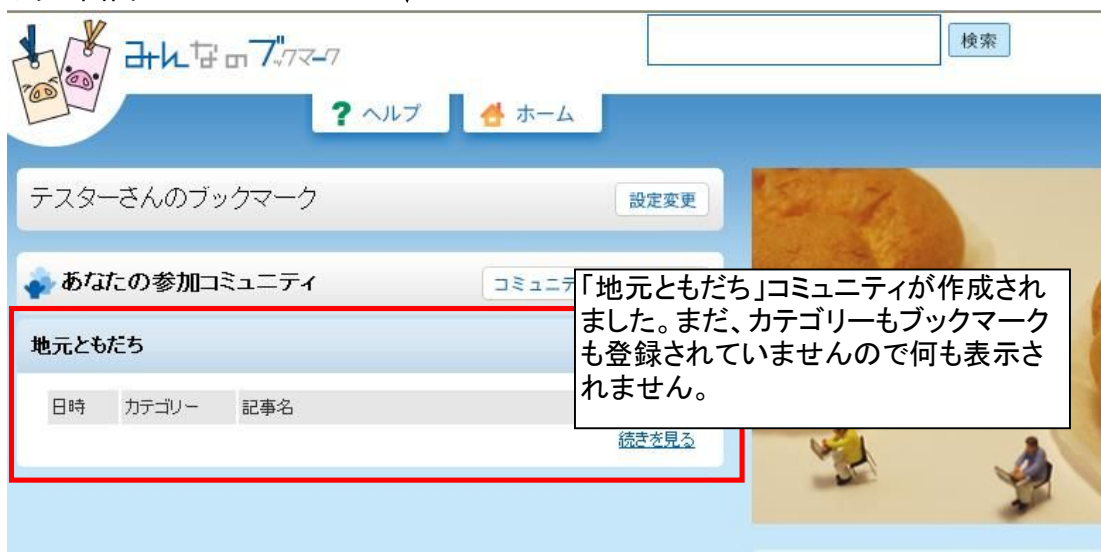 みんなのブックマーク
検索
ヘルプ
ホーム
テスターさんのブックマーク
設定変更
あなたの参加コミュニティ
「地元ともだち」コミュニティが作成され
ました。まだ、カテゴリーもブックマーク
も登録されていませんので何も表示さ
れません。
地元ともだち
日時 カテゴリー 記事名
続きを見る